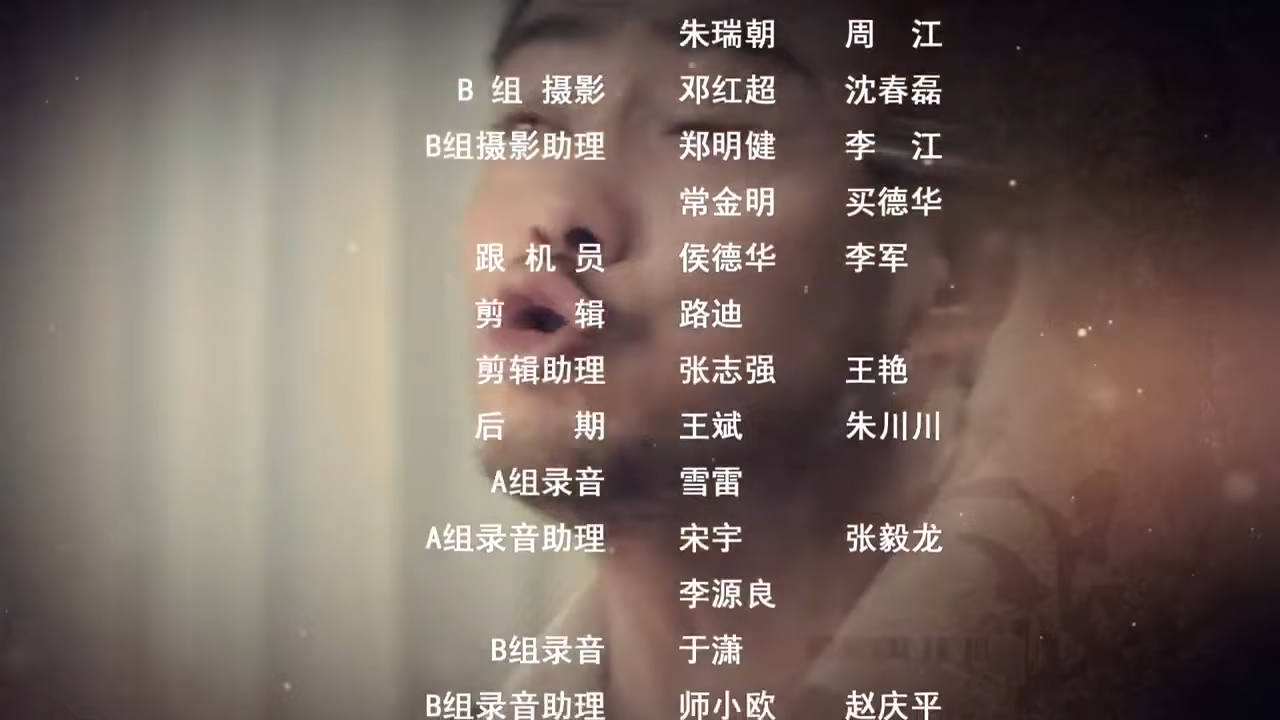 朱瑞朝 周 江
B 组 摄影 邓红超 沈春磊
B组摄影助理 郑明健 李 江
常金明 买德华
跟 机 员 侯德华 李军
剪 辑 路迪
剪辑助理 张志强 王艳
后 期 王斌 朱川川
A组录音 雪雷
A组录音助理 宋宇 张毅龙
李源良
B组录音 于潇
B组录音助理 师小欧 赵庆平